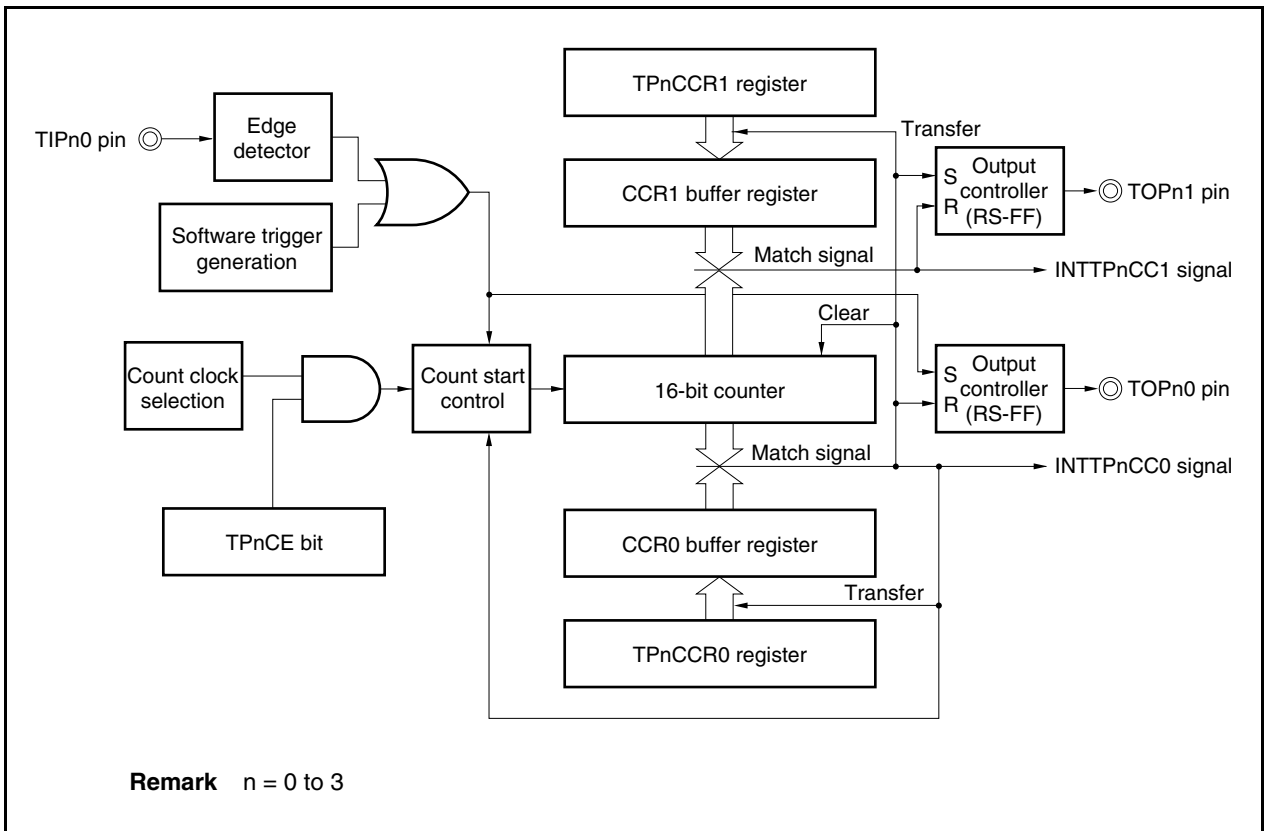 TPnCCR1 register
TIPn0 pin
Edge
detector
Transfer
Software trigger
generation
CCR1 buffer register
S
R
Output
controller
(RS-FF)
TOPn1 pin
Match signal
INTTPnCC1 signal
Clear
Count clock
selection
Count start
control
16-bit counter
S
R
Output
controller
(RS-FF)
TOPn0 pin
Match signal
INTTPnCC0 signal
TPnCE bit
CCR0 buffer register
Transfer
TPnCCR0 register
Remark n = 0 to 3